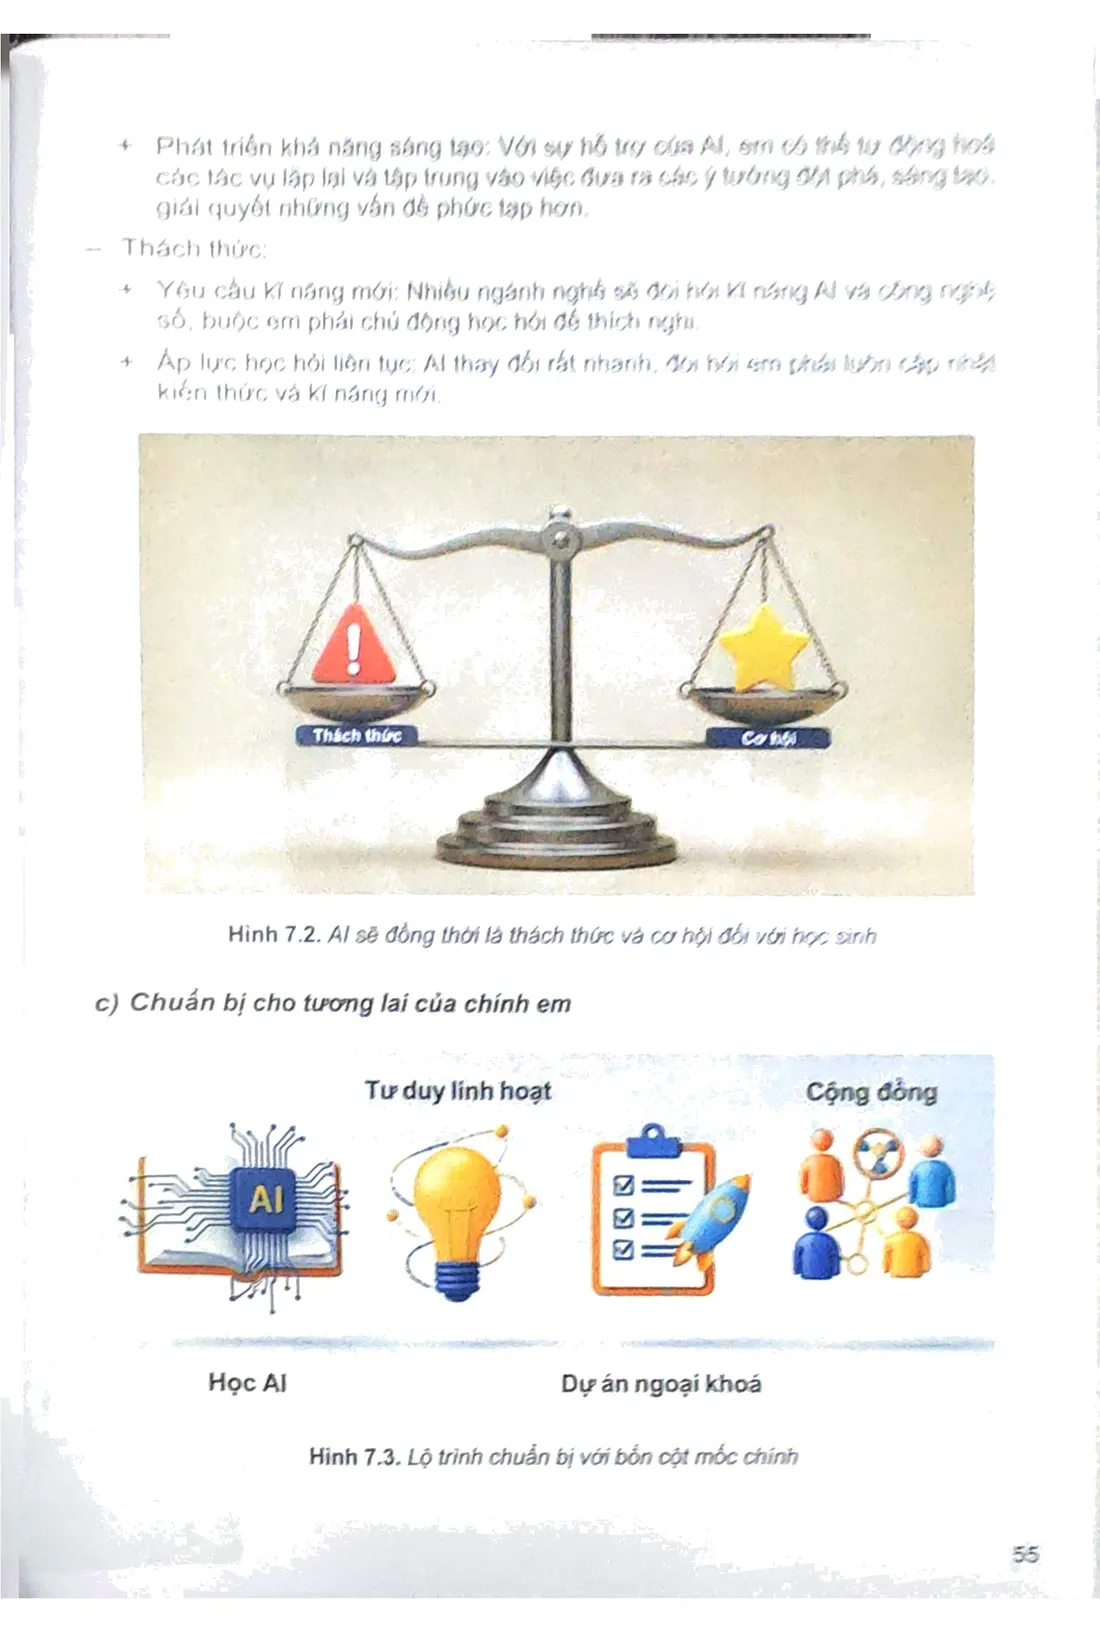 + Phát triển khả năng sáng tạo: Với sự hỗ trợ của AI, em có thể tự động hoá
các tác vụ lặp lại và tập trung vào việc đưa ra các ý tưởng đột phá, sáng tạo,
giải quyết những vấn đề phức tạp hơn.
– Thách thức:
+ Yêu cầu kĩ năng mới: Nhiều ngành nghề sẽ đòi hỏi kĩ năng AI và công nghệ
số, buộc em phải chủ động học hỏi để thích nghi.
+ Áp lực học hỏi liên tục: AI thay đổi rất nhanh, đòi hỏi em phải luôn cập nhật
kiến thức và kĩ năng mới.
Thách thức
Cơ hội
Hình 7.2. AI sẽ đồng thời là thách thức và cơ hội đối với học sinh
c) Chuẩn bị cho tương lai của chính em
Tư duy linh hoạt
Cộng đồng
AI
Học AI
Dự án ngoại khoá
Hình 7.3. Lộ trình chuẩn bị với bốn cột mốc chính
55